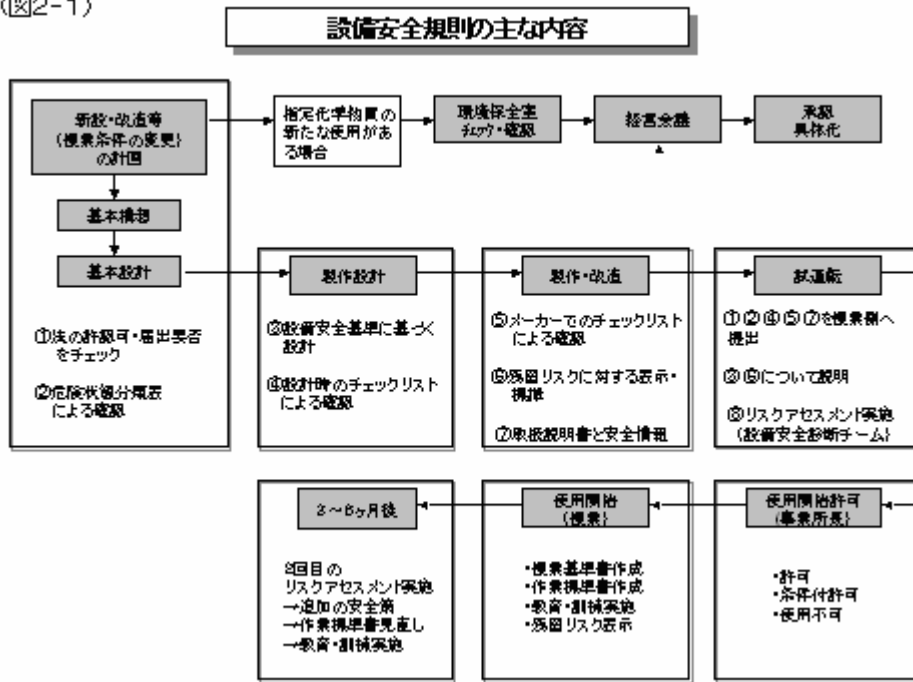 (図2-1)
設備安全規則の主な内容
新設・改造等
(操業条件の変更)
の計画
指定化学物質の
新たな使用があ
る場合
環境保全室
チェック・確認
経営会議
承認
具体化
基本構想
基本設計
製作設計
製作・改造
試運転
①法の許認可・届出要否
をチェック
②危険状態分類表
による確認
③設備安全基準に基づく
設計
④設計時のチェックリスト
による確認
⑤メーカーでのチェックリスト
による確認
⑥残留リスクに対する表示・
標識
⑦取扱説明書と安全情報
①②④⑤⑦を操業側へ
提出
③⑥について説明
⑧リスクアセスメント実施
(設備安全診断チーム)
3~6ヶ月後
使用開始
(操業)
使用開始許可
(事業所長)
2回目の
リスクアセスメント実施
→追加の安全策
→作業標準書見直し
→教育・訓練実施
・操業基準書作成
・作業標準書作成
・教育・訓練実施
・残留リスク表示
・許可
・条件付許可
・使用不可